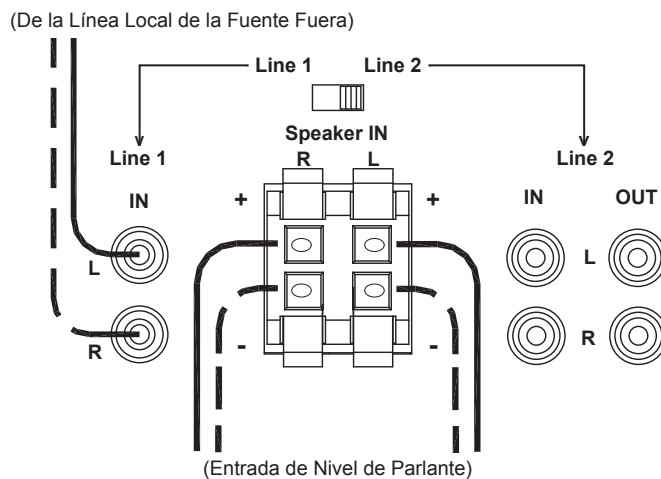 (De la Línea Local de la Fuente Fuera)
Line 1 Line 2
Speaker IN
Line 1 R L Line 2
IN + + IN OUT
L L
R - - R
(Entrada de Nivel de Parlante)